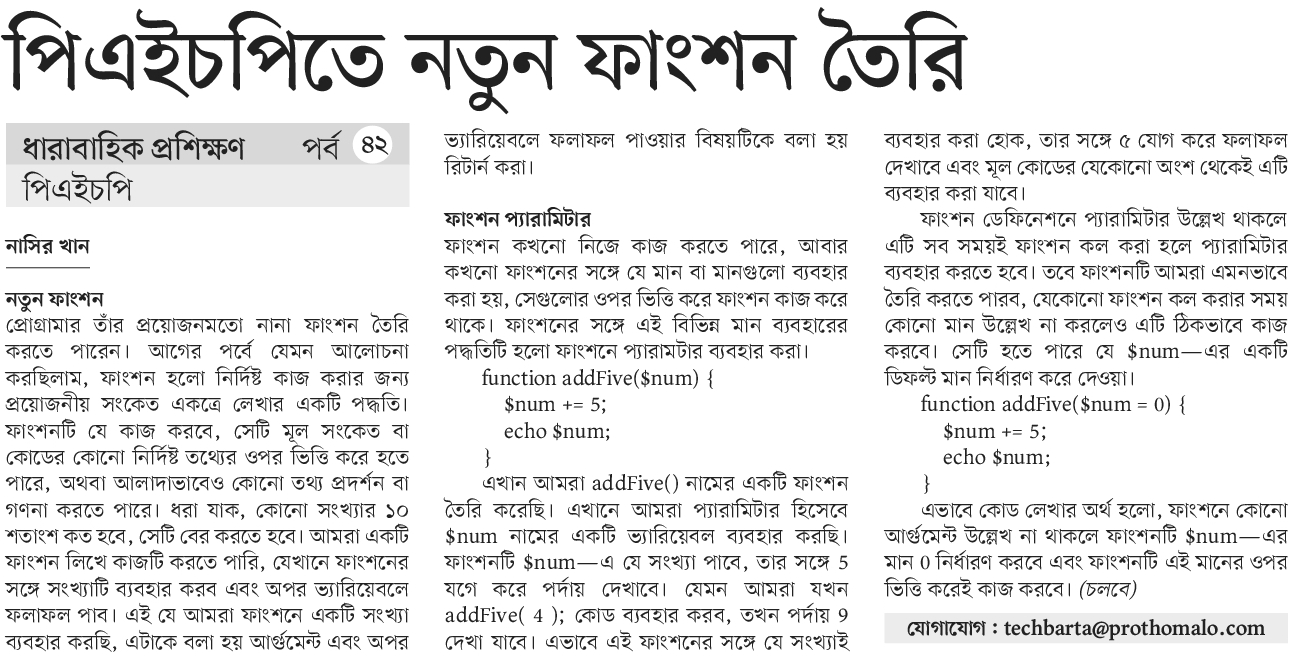 পিএইচপিতে নতুন ফাংশন তৈরি
ধারাবাহিক প্রশিক্ষণ পর্ব ৪২
পিএইচপি
নাসির খান
নতুন ফাংশন
প্রোগ্রামার তাঁর প্রয়োজনমতো নানা ফাংশন তৈরি
করতে পারেন। আগের পর্বে যেমন আলোচনা
করছিলাম, ফাংশন হলো নির্দিষ্ট কাজ করার জন্য
প্রয়োজনীয় সংকেত একত্রে লেখার একটি পদ্ধতি।
ফাংশনটি যে কাজ করবে, সেটি মূল সংকেত বা
কোডের কোনো নির্দিষ্ট তথ্যের ওপর ভিত্তি করে হতে
পারে, অথবা আলাদাভাবেও কোনো তথ্য প্রদর্শন বা
গণনা করতে পারে। ধরা যাক, কোনো সংখ্যার ১০
শতাংশ কত হবে, সেটি বের করতে হবে। আমরা একটি
ফাংশন লিখে কাজটি করতে পারি, যেখানে ফাংশনের
সঙ্গে সংখ্যাটি ব্যবহার করব এবং অপর ভ্যারিয়েবলে
ফলাফল পাব। এই যে আমরা ফাংশনে একটি সংখ্যা
ব্যবহার করছি, এটাকে বলা হয় আর্গুমেন্ট এবং অপর
ভ্যারিয়েবলে ফলাফল পাওয়ার বিষয়টিকে বলা হয়
রিটার্ন করা।
ফাংশন প্যারামিটার
ফাংশন কখনো নিজে কাজ করতে পারে, আবার
কখনো ফাংশনের সঙ্গে যে মান বা মানগুলো ব্যবহার
করা হয়, সেগুলোর ওপর ভিত্তি করে ফাংশন কাজ করে
থাকে। ফাংশনের সঙ্গে এই বিভিন্ন মান ব্যবহারের
পদ্ধতিটি হলো ফাংশনে প্যারামটার ব্যবহার করা।
function addFive($num) {
$num += 5;
echo $num;
}
এখান আমরা addFive() নামের একটি ফাংশন
তৈরি করেছি। এখানে আমরা প্যারামিটার হিসেবে
$num নামের একটি ভ্যারিয়েবল ব্যবহার করছি।
ফাংশনটি $num—এ যে সংখ্যা পাবে, তার সঙ্গে 5
যগে করে পর্দায় দেখাবে। যেমন আমরা যখন
addFive( 4 ); কোড ব্যবহার করব, তখন পর্দায় 9
দেখা যাবে। এভাবে এই ফাংশনের সঙ্গে যে সংখ্যাই
ব্যবহার করা হোক, তার সঙ্গে ৫ যোগ করে ফলাফল
দেখাবে এবং মূল কোডের যেকোনো অংশ থেকেই এটি
ব্যবহার করা যাবে।
ফাংশন ডেফিনেশনে প্যারামিটার উল্লেখ থাকলে
এটি সব সময়ই ফাংশন কল করা হলে প্যারামিটার
ব্যবহার করতে হবে। তবে ফাংশনটি আমরা এমনভাবে
তৈরি করতে পারব, যেকোনো ফাংশন কল করার সময়
কোনো মান উল্লেখ না করলেও এটি ঠিকভাবে কাজ
করবে। সেটি হতে পারে যে $num—এর একটি
ডিফল্ট মান নির্ধারণ করে দেওয়া।
function addFive($num = 0) {
$num += 5;
echo $num;
}
এভাবে কোড লেখার অর্থ হলো, ফাংশনে কোনো
আর্গুমেন্ট উল্লেখ না থাকলে ফাংশনটি $num—এর
মান 0 নির্ধারণ করবে এবং ফাংশনটি এই মানের ওপর
ভিত্তি করেই কাজ করবে। (চলবে)
যোগাযোগ : techbarta@prothomalo.com